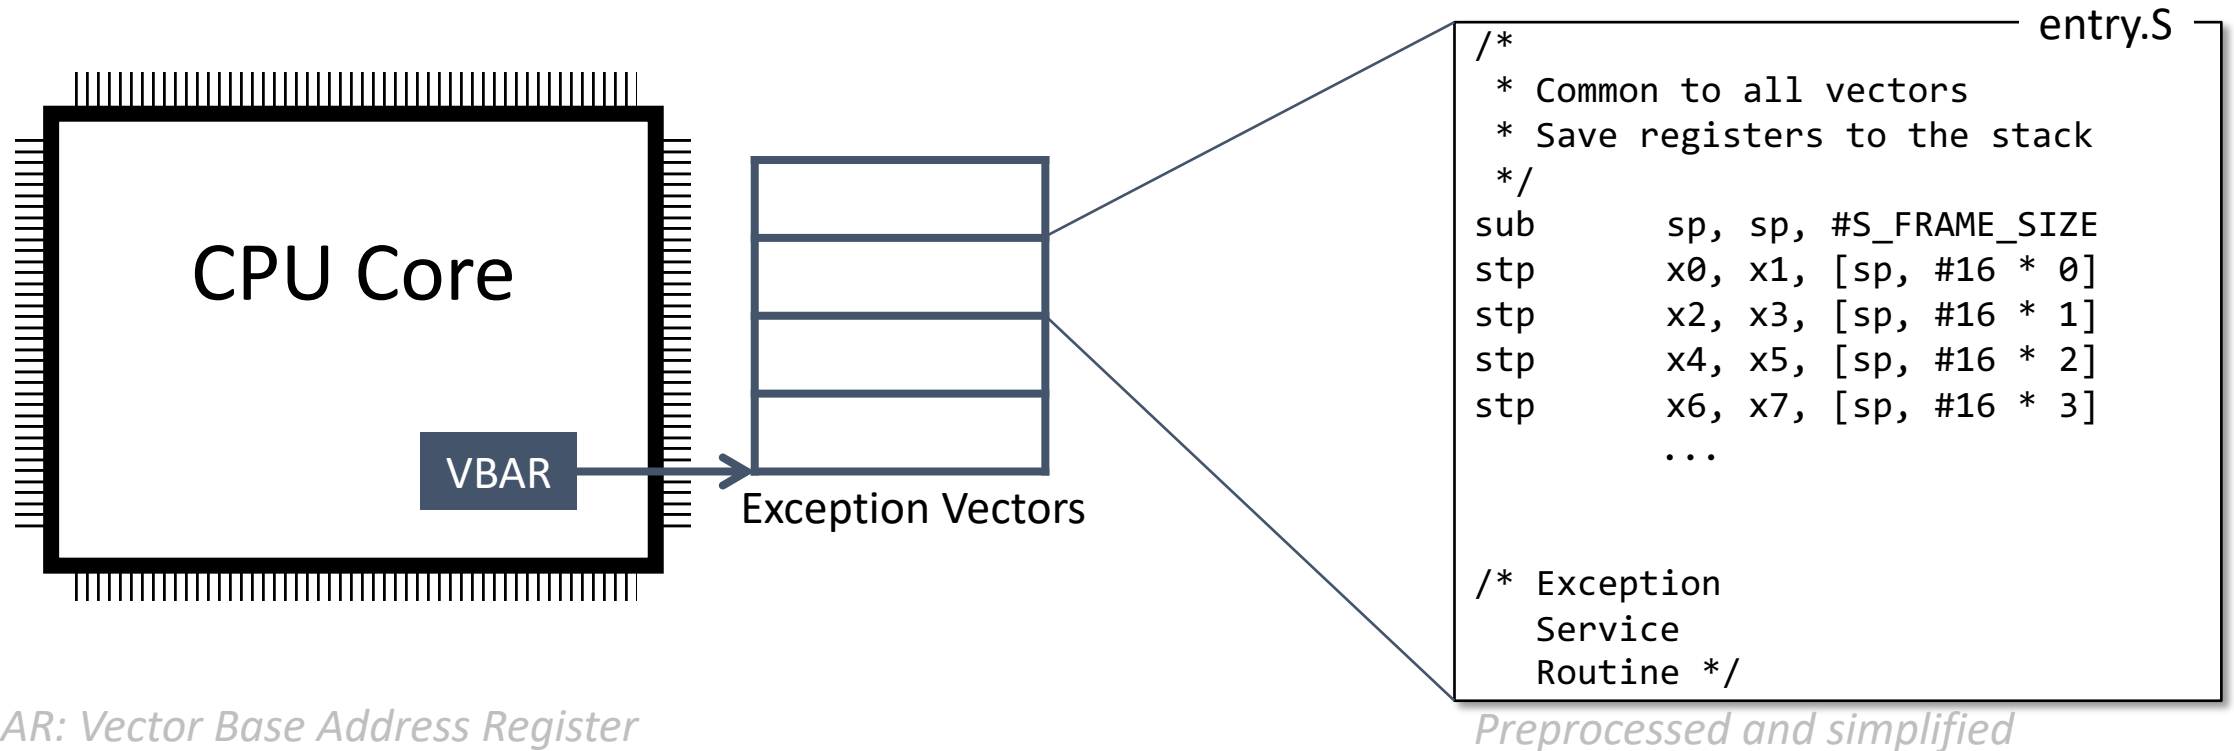 CPU Core
VBAR
Exception Vectors
entry.S
/*
 * Common to all vectors
 * Save registers to the stack
 */
sub sp, sp, #S_FRAME_SIZE
stp x0, x1, [sp, #16 * 0]
stp x2, x3, [sp, #16 * 1]
stp x4, x5, [sp, #16 * 2]
stp x6, x7, [sp, #16 * 3]
...
/* Exception
Service
Routine */
AR: Vector Base Address Register
Preprocessed and simplified